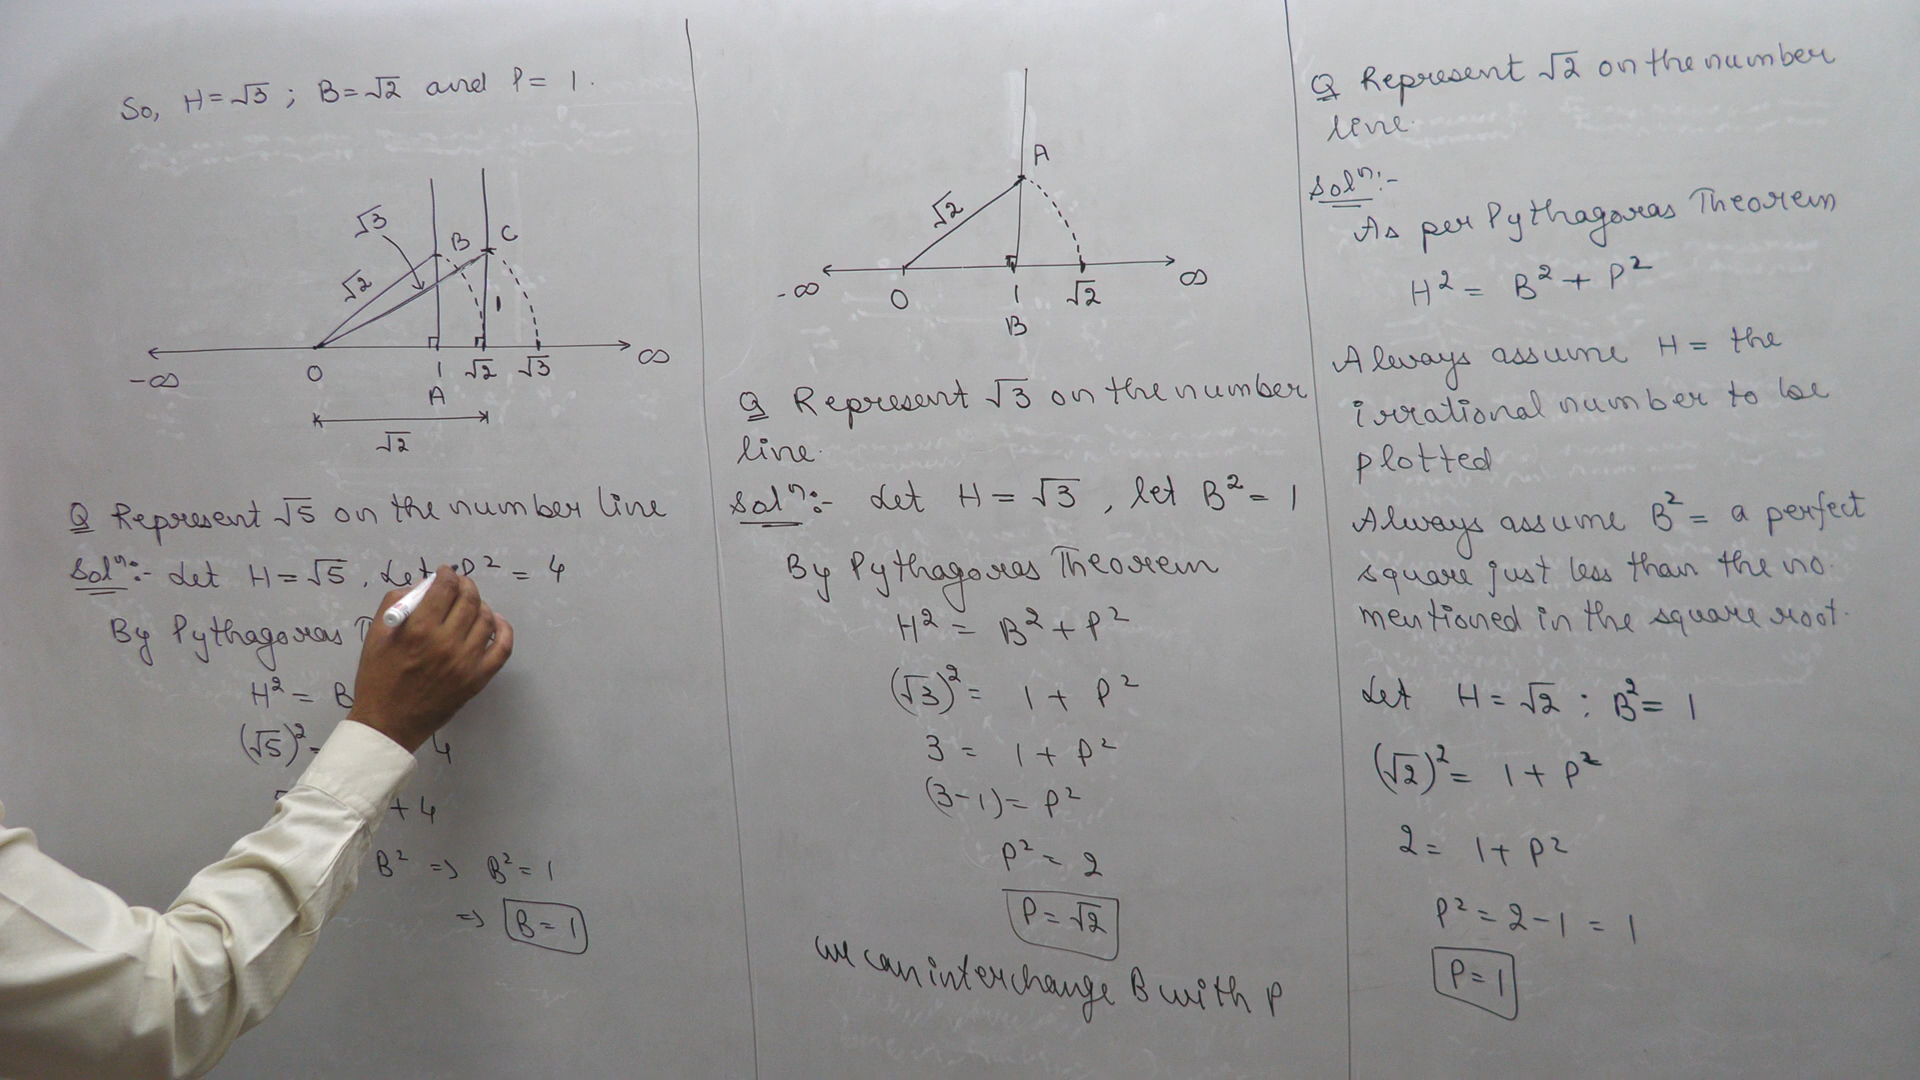 So, H = √3 ; B = √2 and P = 1.
√3
B
C
√2
1
-∞
0
1
√2
√3
∞
A
√2
Q Represent √5 on the number line
Solⁿ:- Let H = √5, Let P² = 4
By Pythagoras
H² = B
(√5)² = 4
+ 4
B² => B² = 1
=> B = 1
A
√2
-∞
0
1
√2
∞
B
Q Represent √3 on the number
line.
Solⁿ:- Let H = √3, let B² = 1
By Pythagoras Theorem
H² = B² + P²
(√3)² = 1 + P²
3 = 1 + P²
(3-1) = P²
P² = 2
P = √2
we can interchange B with P
Q Represent √2 on the number
line.
Solⁿ:-
As per Pythagoras Theorem
H² = B² + P²
Always assume H = the
irrational number to be
plotted
Always assume B² = a perfect
square just less than the no.
mentioned in the square root.
Let H = √2 ; B² = 1
(√2)² = 1 + P²
2 = 1 + P²
P² = 2 - 1 = 1
P = 1